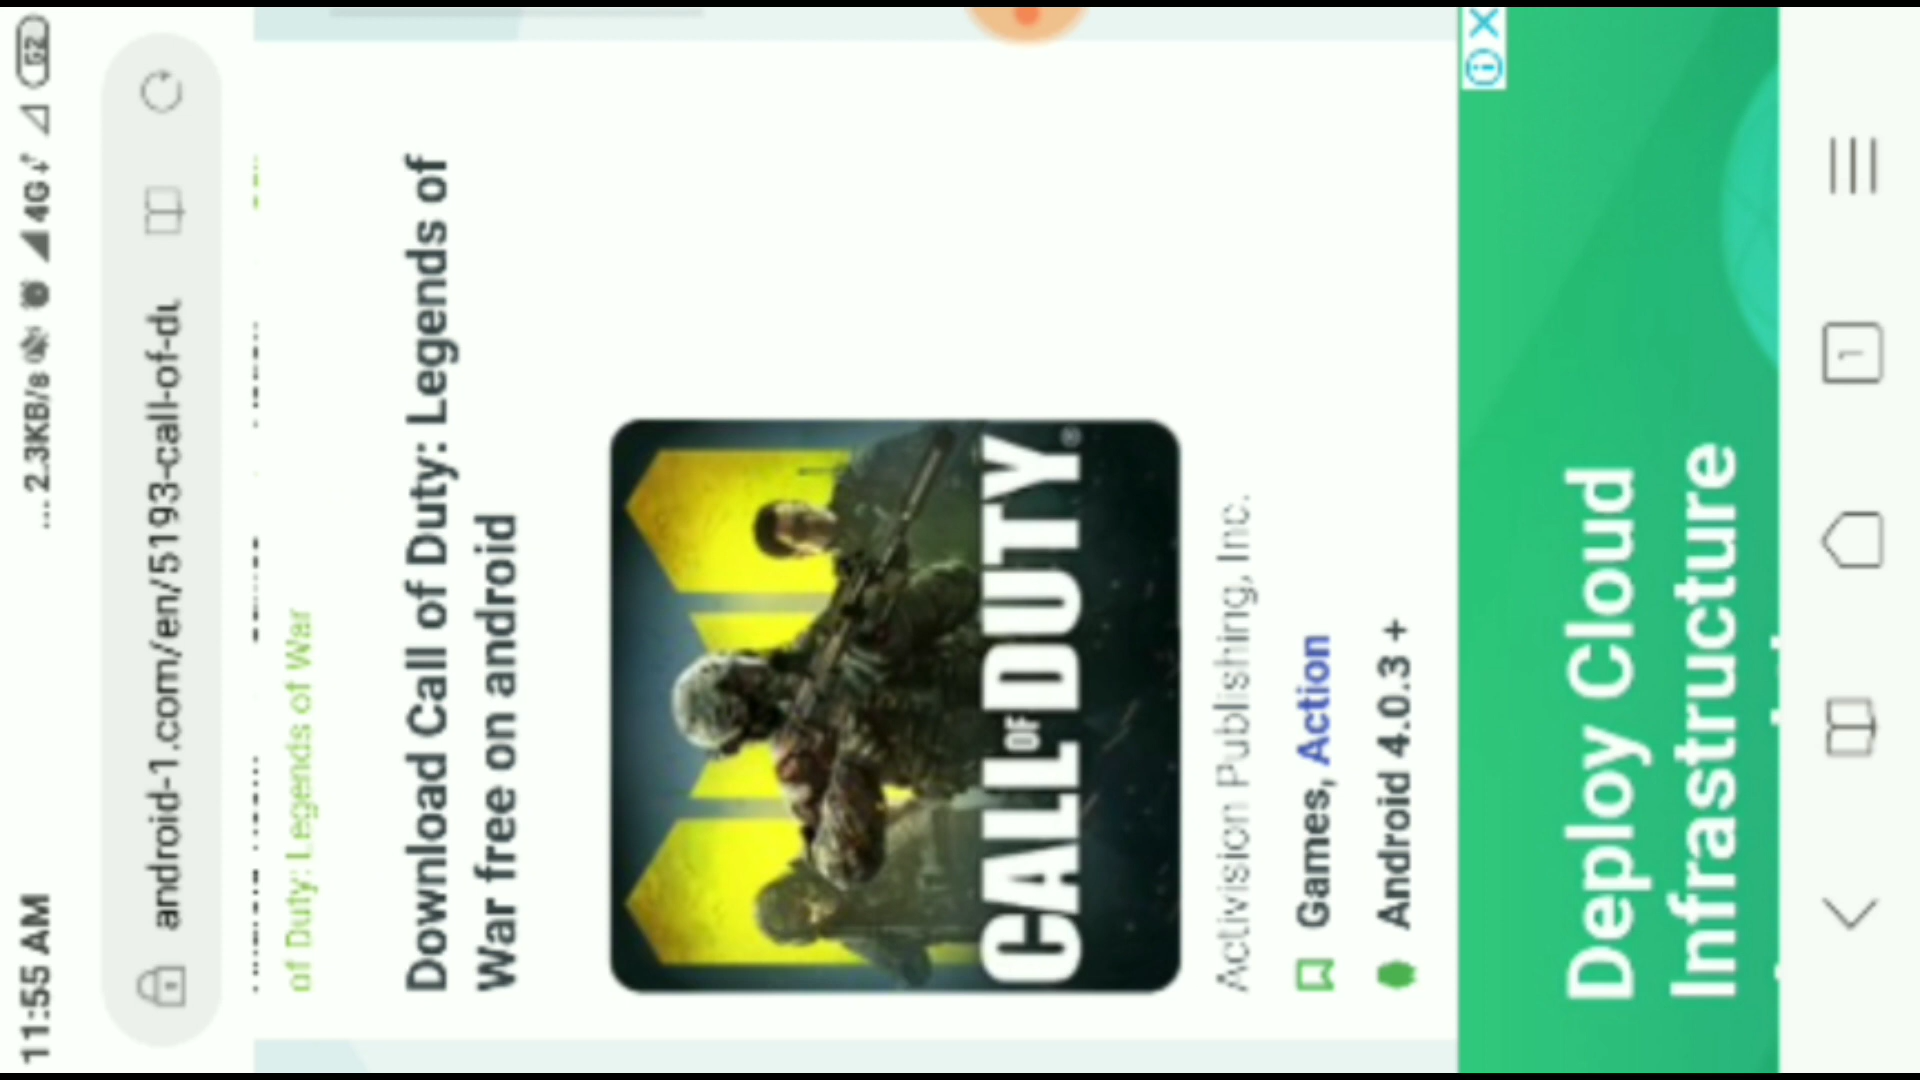 11:55 AM
... 2.3KB/s
4G
52
android-1.com/en/5193-call-of-du
of Duty: Legends of War
Download Call of Duty: Legends of
War free on android
CALL OF DUTY®
Activision Publishing, Inc.
Games, Action
Android 4.0.3 +
Deploy Cloud
Infrastructure
1